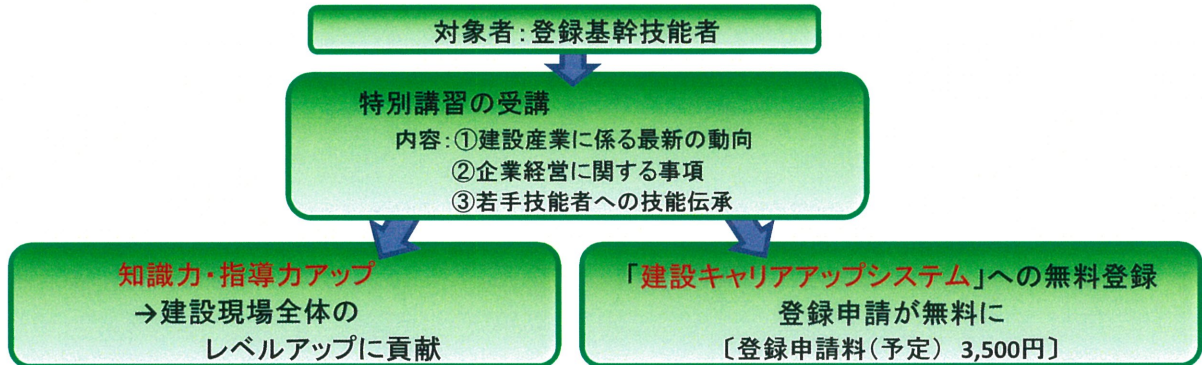 対象者:登録基幹技能者
特別講習の受講
内容:①建設産業に係る最新の動向
②企業経営に関する事項
③若手技能者への技能伝承
知識力・指導力アップ
→建設現場全体の
レベルアップに貢献
「建設キャリアアップシステム」への無料登録
登録申請が無料に
〔登録申請料(予定) 3,500円〕